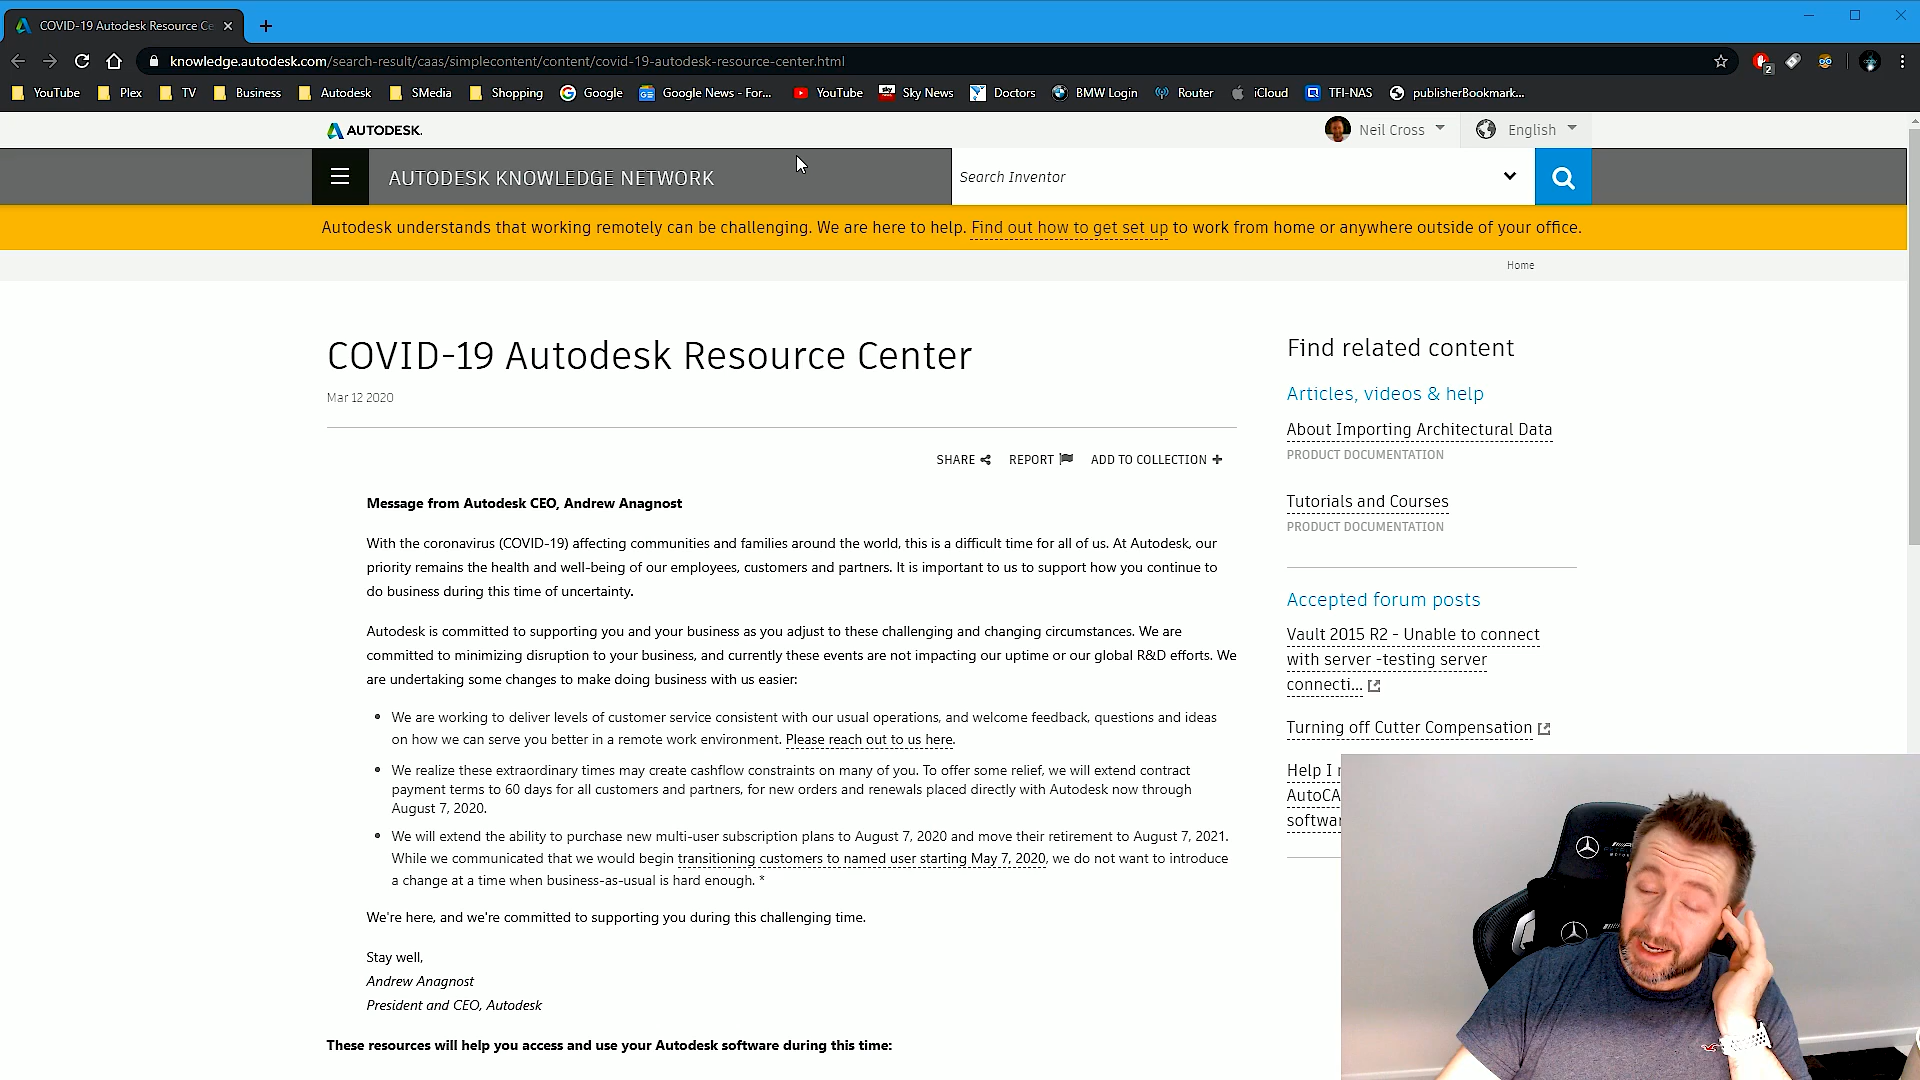 COVID-19 Autodesk Resource Ce
knowledge.autodesk.com/search-result/caas/simplecontent/content/covid-19-autodesk-resource-center.html
2
YouTube Plex TV Business Autodesk SMedia Shopping Google Google News - For... YouTube Sky News Doctors BMW Login Router iCloud TFI-NAS publisherBookmark...
AUTODESK.
Neil Cross English
AUTODESK KNOWLEDGE NETWORK
Search Inventor
Autodesk understands that working remotely can be challenging. We are here to help. Find out how to get set up to work from home or anywhere outside of your office.
Home
COVID-19 Autodesk Resource Center
Mar 12 2020
SHARE REPORT ADD TO COLLECTION +
Message from Autodesk CEO, Andrew Anagnost
With the coronavirus (COVID-19) affecting communities and families around the world, this is a difficult time for all of us. At Autodesk, our
priority remains the health and well-being of our employees, customers and partners. It is important to us to support how you continue to
do business during this time of uncertainty.
Autodesk is committed to supporting you and your business as you adjust to these challenging and changing circumstances. We are
committed to minimizing disruption to your business, and currently these events are not impacting our uptime or our global R&D efforts. We
are undertaking some changes to make doing business with us easier:
• We are working to deliver levels of customer service consistent with our usual operations, and welcome feedback, questions and ideas
on how we can serve you better in a remote work environment. Please reach out to us here.
• We realize these extraordinary times may create cashflow constraints on many of you. To offer some relief, we will extend contract
payment terms to 60 days for all customers and partners, for new orders and renewals placed directly with Autodesk now through
August 7, 2020.
• We will extend the ability to purchase new multi-user subscription plans to August 7, 2020 and move their retirement to August 7, 2021.
While we communicated that we would begin transitioning customers to named user starting May 7, 2020, we do not want to introduce
a change at a time when business-as-usual is hard enough. *
We're here, and we're committed to supporting you during this challenging time.
Stay well,
Andrew Anagnost
President and CEO, Autodesk
These resources will help you access and use your Autodesk software during this time:
Find related content
Articles, videos & help
About Importing Architectural Data
PRODUCT DOCUMENTATION
Tutorials and Courses
PRODUCT DOCUMENTATION
Accepted forum posts
Vault 2015 R2 - Unable to connect
with server -testing server
connecti...
Turning off Cutter Compensation
Help I
AutoCA
softwar